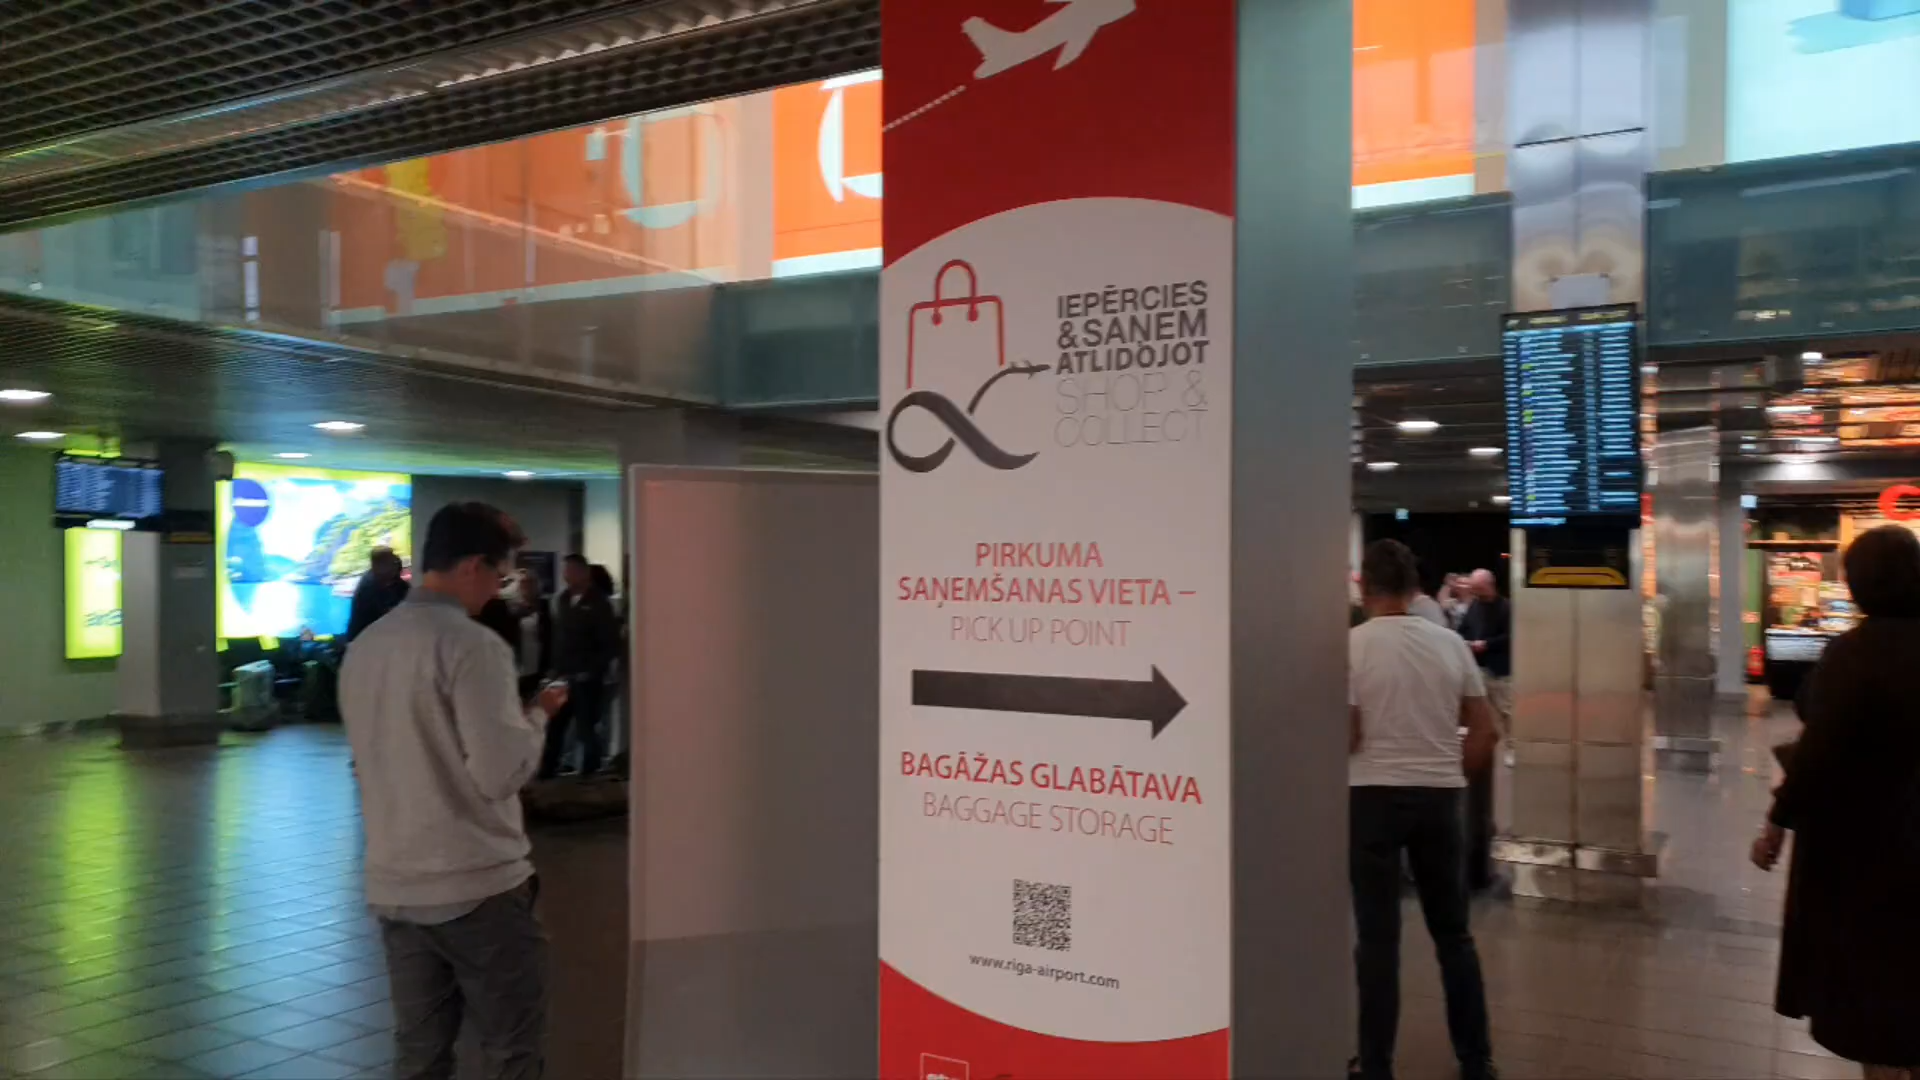 IEPĒRCIES
& SAŅEM
ATLIDOJOT
SHOP &
COLLECT
PIRKUMA
SAŅEMŠANAS VIETA –
PICK UP POINT
BAGĀŽAS GLABĀTAVA
BAGGAGE STORAGE
www.riga-airport.com